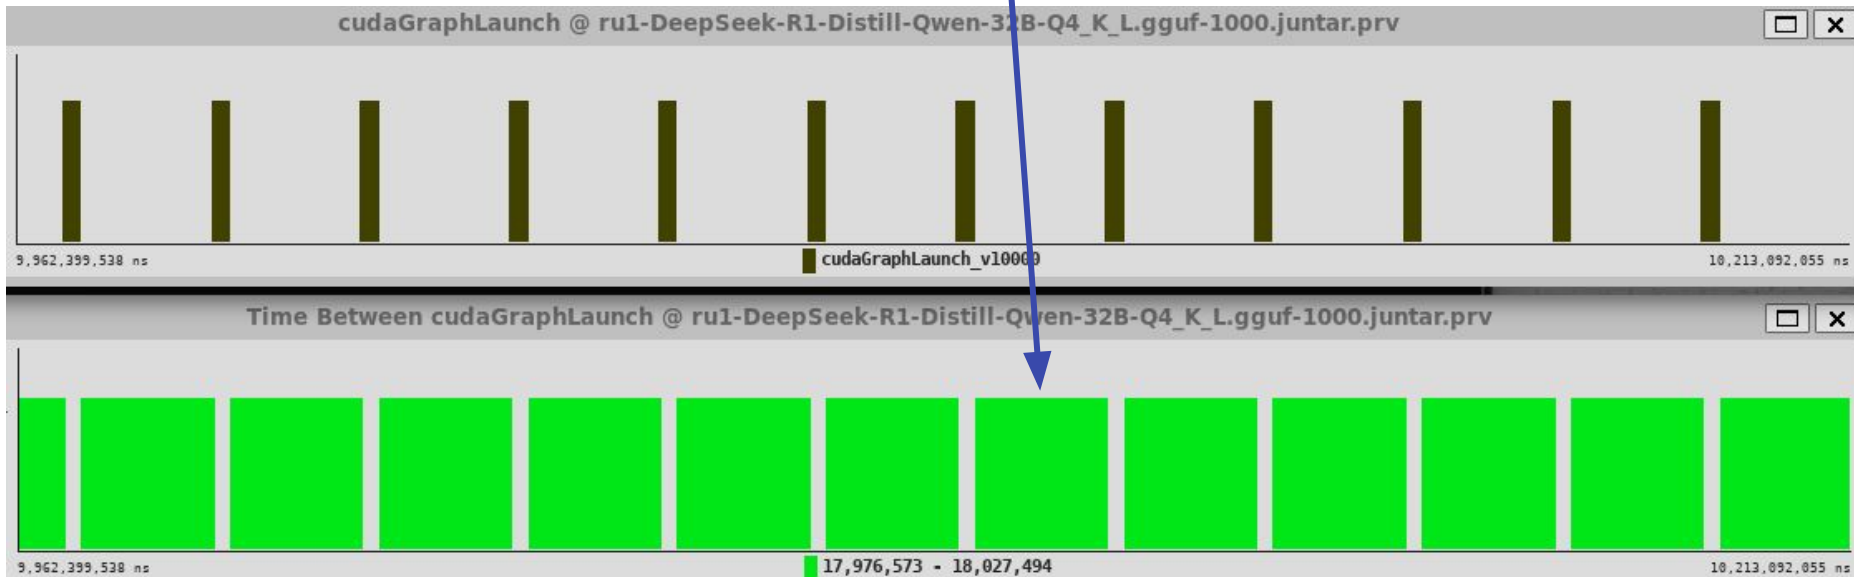 cudaGraphLaunch @ ru1-DeepSeek-R1-Distill-Qwen-32B-Q4_K_L.gguf-1000.juntar.prv
9,962,399,538 ns
cudaGraphLaunch_v10000
10,213,092,055 ns
Time Between cudaGraphLaunch @ ru1-DeepSeek-R1-Distill-Qwen-32B-Q4_K_L.gguf-1000.juntar.prv
9,962,399,538 ns
17,976,573 - 18,027,494
10,213,092,055 ns